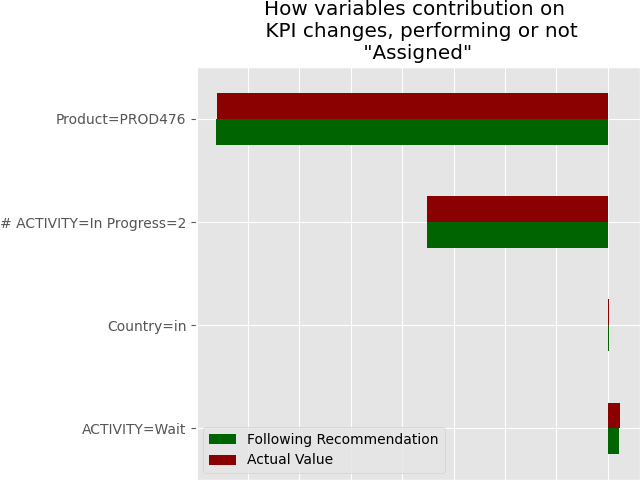 How variables contribution on
KPI changes, performing or not
"Assigned"
Product=PROD476
# ACTIVITY=In Progress=2
Country=in
ACTIVITY=Wait
Following Recommendation
Actual Value